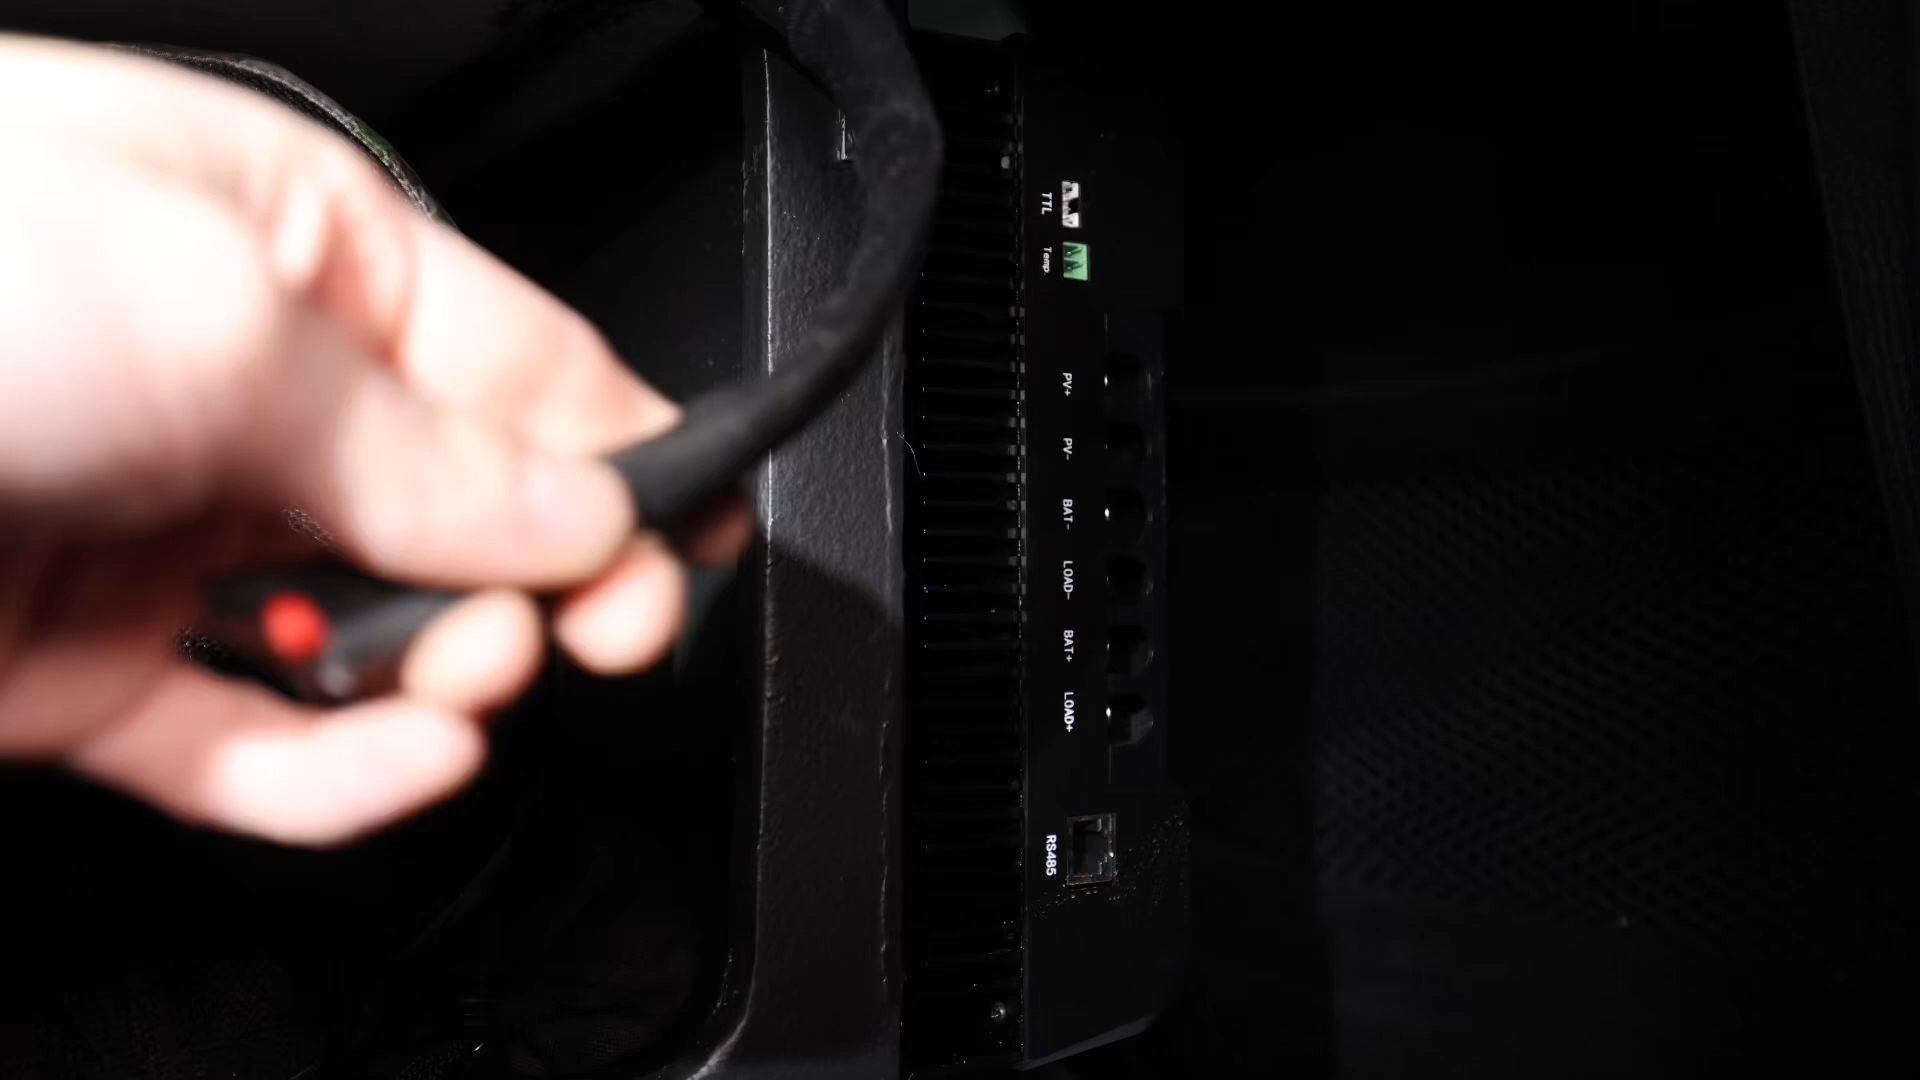 TTL
Temp.
PV+
PV-
BAT-
LOAD-
BAT+
LOAD+
RS485